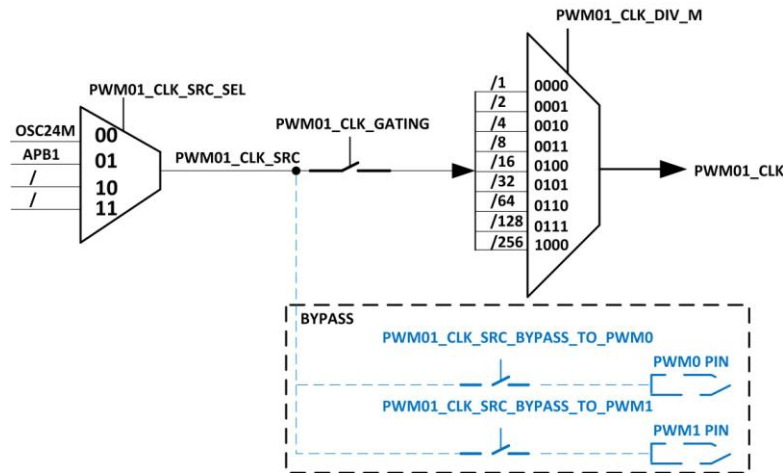 PWM01_CLK_DIV_M
PWM01_CLK_SRC_SEL
OSC24M
00
APB1
01
/
10
/
11
PWM01_CLK_SRC
PWM01_CLK_GATING
/1 0000
/2 0001
/4 0010
/8 0011
/16 0100
/32 0101
/64 0110
/128 0111
/256 1000
PWM01_CLK
BYPASS
PWM01_CLK_SRC_BYPASS_TO_PWM0
PWM0 PIN
PWM01_CLK_SRC_BYPASS_TO_PWM1
PWM1 PIN